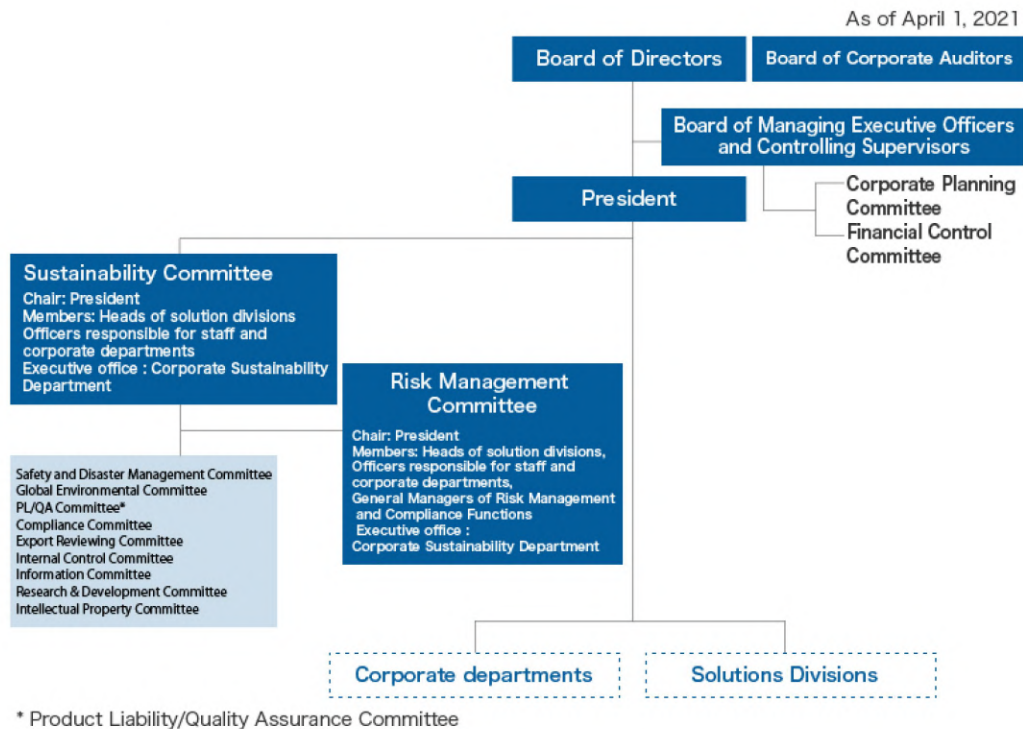 As of April 1, 2021
Board of Directors
Board of Corporate Auditors
Board of Managing Executive Officers
and Controlling Supervisors
President
Corporate Planning
Committee
Financial Control
Committee
Sustainability Committee
Chair: President
Members: Heads of solution divisions
Officers responsible for staff and
corporate departments
Executive office : Corporate Sustainability
Department
Risk Management
Committee
Chair: President
Members: Heads of solution divisions,
Officers responsible for staff and
corporate departments,
General Managers of Risk Management
and Compliance Functions
Executive office :
Corporate Sustainability Department
Safety and Disaster Management Committee
Global Environmental Committee
PL/QA Committee*
Compliance Committee
Export Reviewing Committee
Internal Control Committee
Information Committee
Research & Development Committee
Intellectual Property Committee
Corporate departments
Solutions Divisions
* Product Liability/Quality Assurance Committee